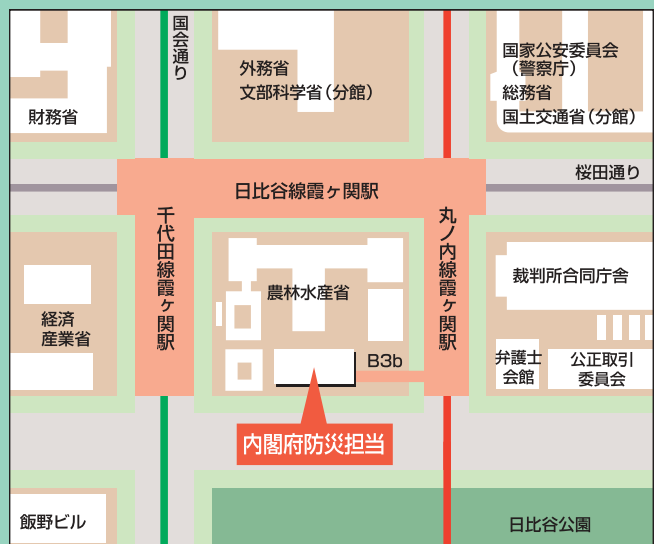 国会通り
外務省
文部科学省(分館)
国家公安委員会
(警察庁)
総務省
国土交通省(分館)
財務省
桜田通り
日比谷線霞ヶ関駅
千代田線霞ヶ関駅
丸ノ内線霞ヶ関駅
農林水産省
裁判所合同庁舎
経済
産業省
B3b
弁護士
会館
公正取引
委員会
内閣府防災担当
飯野ビル
日比谷公園